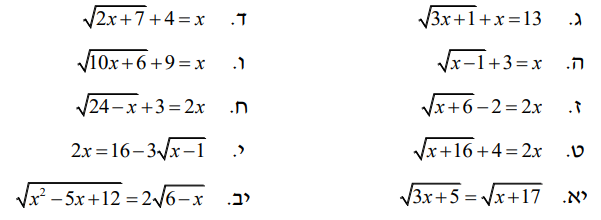 ג. √(3x+1) + x = 13    ד. √(2x+7) + 4 = x
ה. √(x−1) + 3 = x    ו. √(10x+6) + 9 = x
ז. √(x+6) − 2 = 2x    ח. √(24−x) + 3 = 2x
ט. √(x+16) + 4 = 2x    י. 2x = 16 − 3√(x−1)
יא. √(3x+5) = √(x+17)    יב. √(x² − 5x + 12) = 2√(6−x)